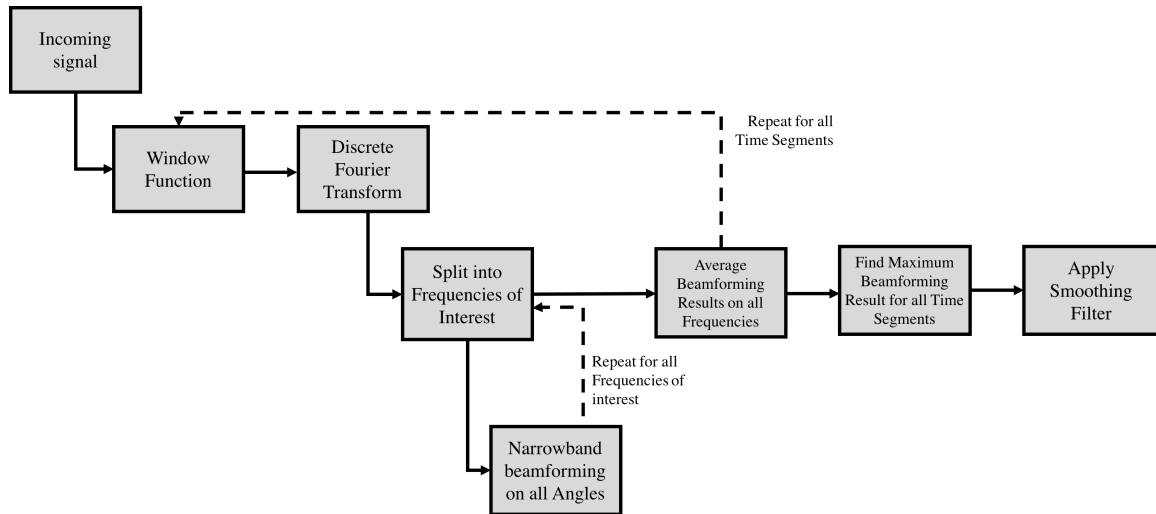 Incoming
signal
Window
Function
Discrete
Fourier
Transform
Repeat for all
Time Segments
Split into
Frequencies of
Interest
Average
Beamforming
Results on all
Frequencies
Find Maximum
Beamforming
Result for all Time
Segments
Apply
Smoothing
Filter
Repeat for all
Frequencies of
interest
Narrowband
beamforming
on all Angles